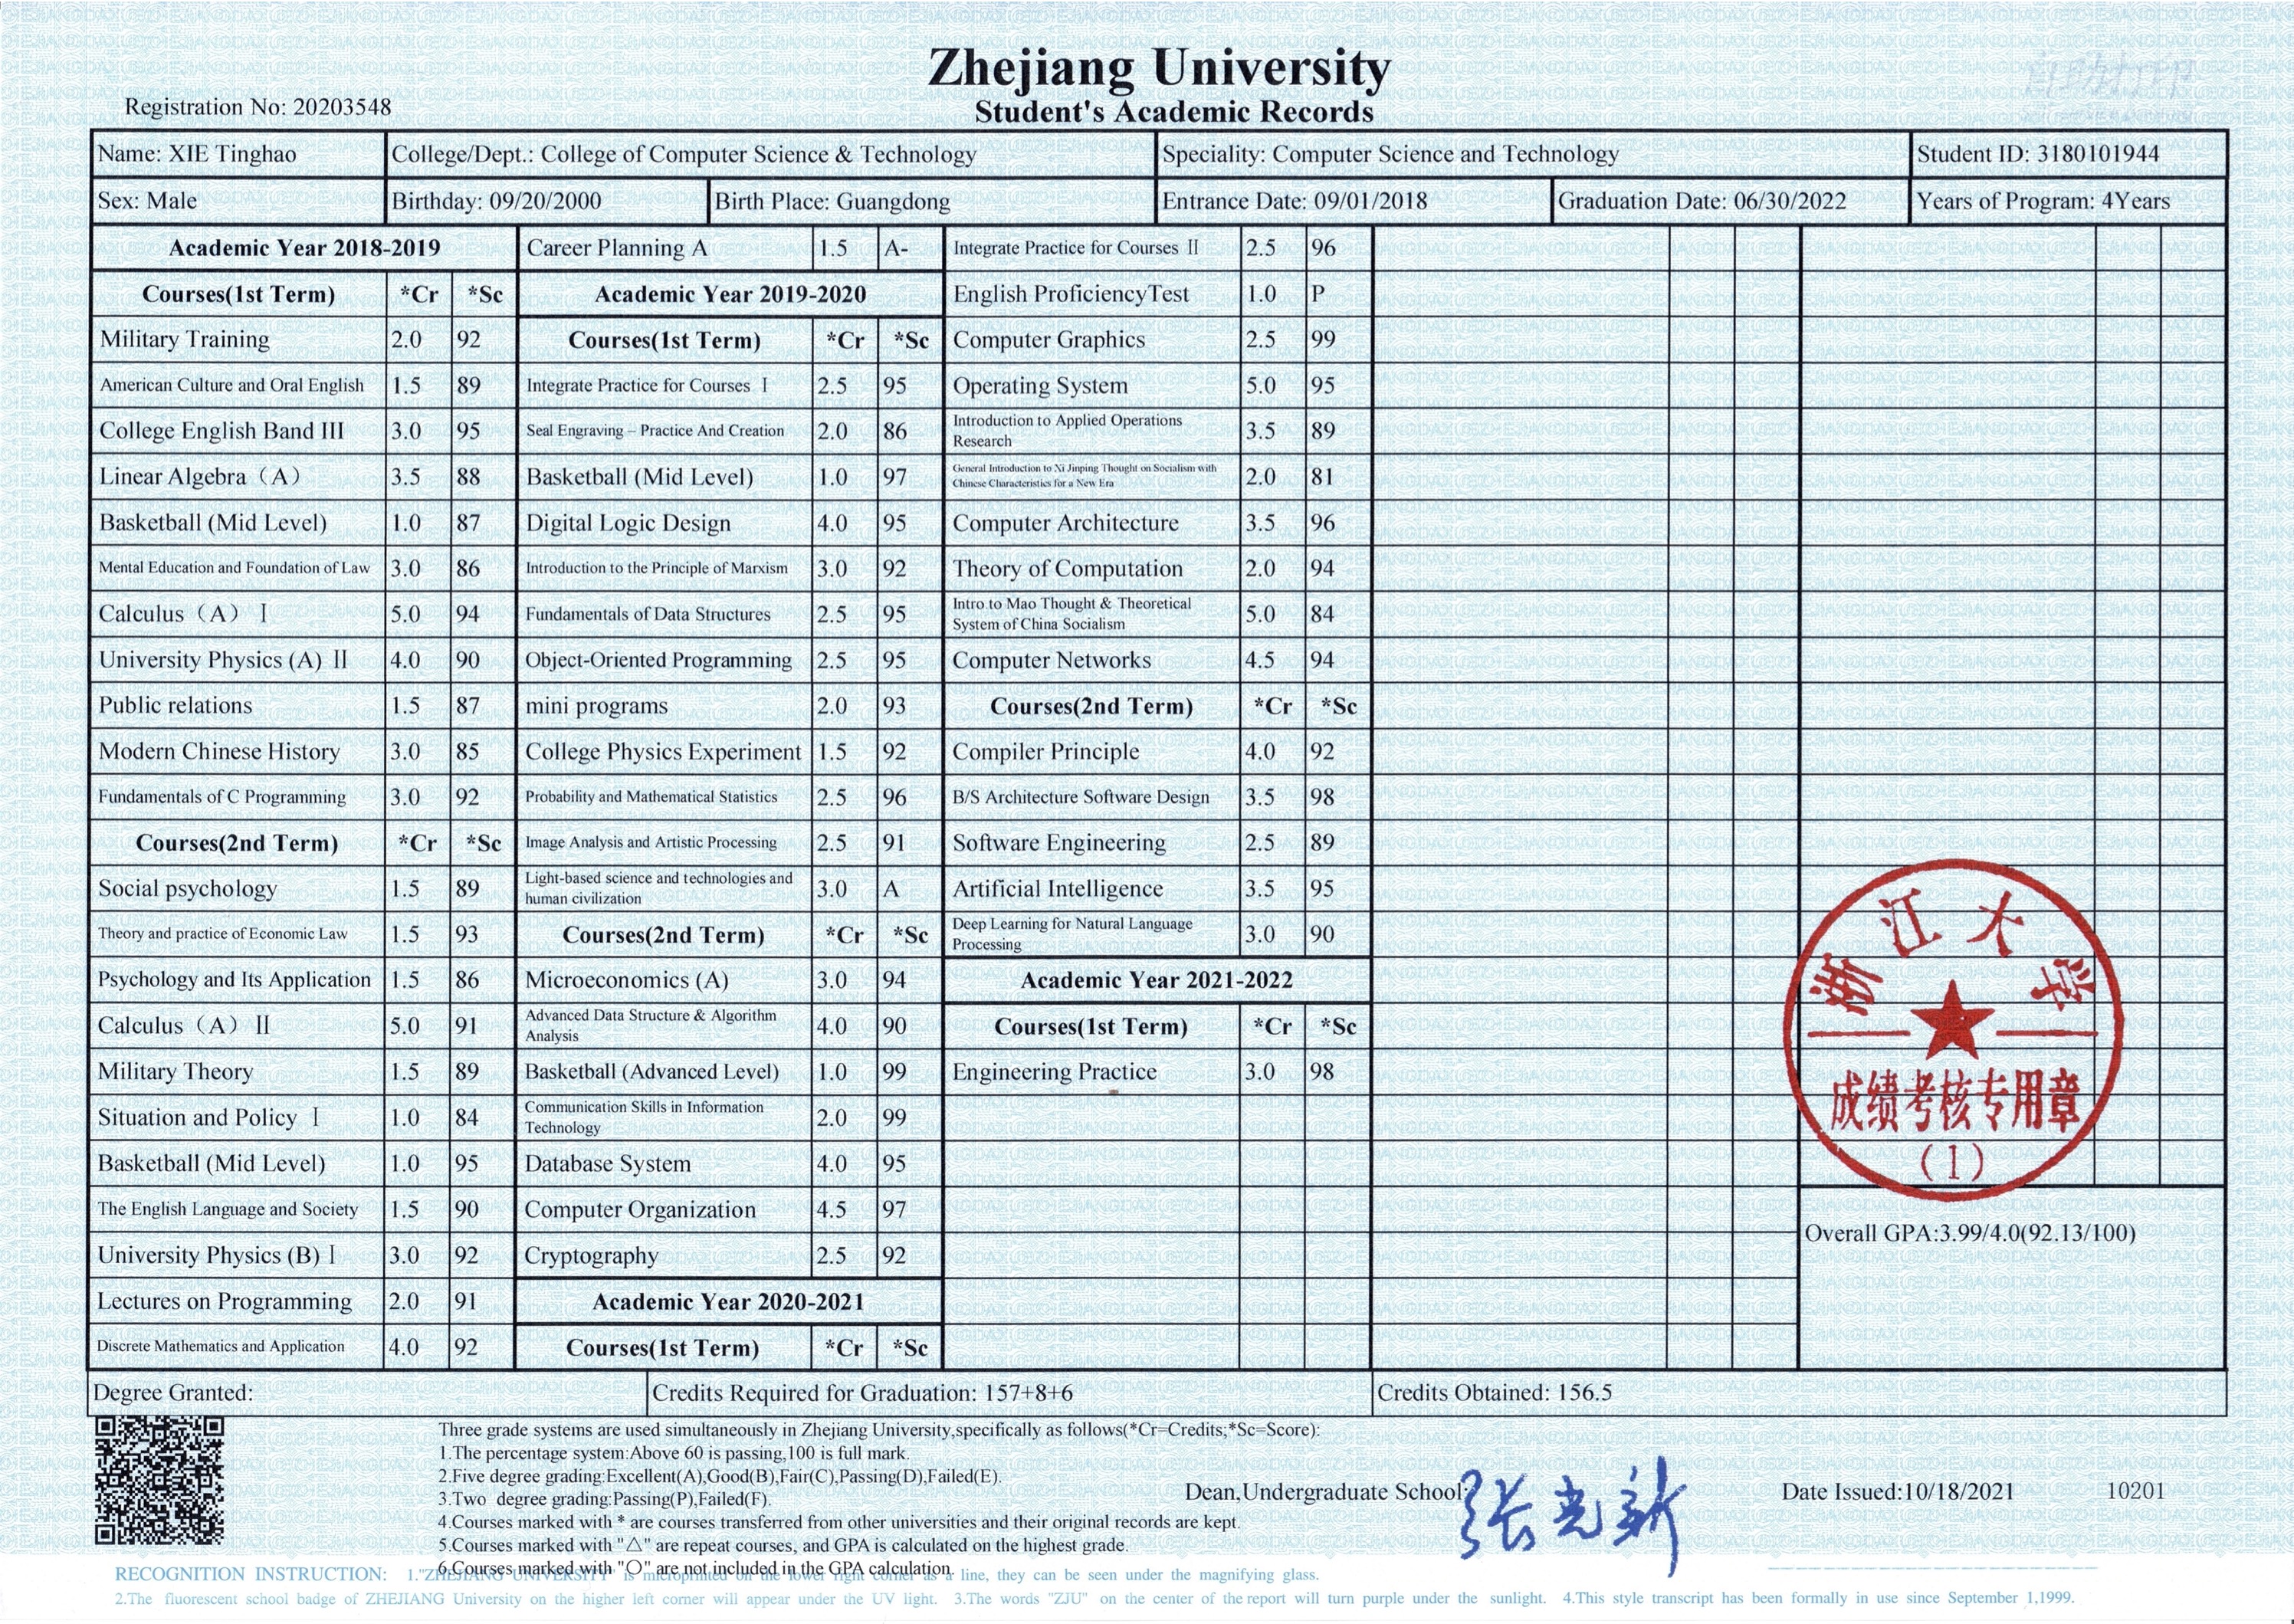 Zhejiang University
Student's Academic Records
Registration No: 20203548
Name: XIE Tinghao College/Dept.: College of Computer Science & Technology Speciality: Computer Science and Technology Student ID: 3180101944
Sex: Male Birthday: 09/20/2000 Birth Place: Guangdong Entrance Date: 09/01/2018 Graduation Date: 06/30/2022 Years of Program: 4Years
Academic Year 2018-2019
Courses(1st Term) *Cr *Sc
Military Training 2.0 92
American Culture and Oral English 1.5 89
College English Band III 3.0 95
Linear Algebra（A） 3.5 88
Basketball (Mid Level) 1.0 87
Mental Education and Foundation of Law 3.0 86
Calculus（A） Ⅰ 5.0 94
University Physics (A) Ⅱ 4.0 90
Public relations 1.5 87
Modern Chinese History 3.0 85
Fundamentals of C Programming 3.0 92
Courses(2nd Term) *Cr *Sc
Social psychology 1.5 89
Theory and practice of Economic Law 1.5 93
Psychology and Its Application 1.5 86
Calculus（A）Ⅱ 5.0 91
Military Theory 1.5 89
Situation and Policy Ⅰ 1.0 84
Basketball (Mid Level) 1.0 95
The English Language and Society 1.5 90
University Physics (B) Ⅰ 3.0 92
Lectures on Programming 2.0 91
Discrete Mathematics and Application 4.0 92
Career Planning A 1.5 A-
Academic Year 2019-2020
Courses(1st Term) *Cr *Sc
Integrate Practice for Courses Ⅰ 2.5 95
Seal Engraving – Practice And Creation 2.0 86
Basketball (Mid Level) 1.0 97
Digital Logic Design 4.0 95
Introduction to the Principle of Marxism 3.0 92
Fundamentals of Data Structures 2.5 95
Object-Oriented Programming 2.5 95
mini programs 2.0 93
College Physics Experiment 1.5 92
Probability and Mathematical Statistics 2.5 96
Image Analysis and Artistic Processing 2.5 91
Light-based science and technologies and
human civilization 3.0 A
Courses(2nd Term) *Cr *Sc
Microeconomics (A) 3.0 94
Advanced Data Structure & Algorithm
Analysis 4.0 90
Basketball (Advanced Level) 1.0 99
Communication Skills in Information
Technology 2.0 99
Database System 4.0 95
Computer Organization 4.5 97
Cryptography 2.5 92
Academic Year 2020-2021
Courses(1st Term) *Cr *Sc
Integrate Practice for Courses Ⅱ 2.5 96
English ProficiencyTest 1.0 P
Computer Graphics 2.5 99
Operating System 5.0 95
Introduction to Applied Operations
Research 3.5 89
General Introduction to Xi Jinping Thought on Socialism with
Chinese Characteristics for a New Era 2.0 81
Computer Architecture 3.5 96
Theory of Computation 2.0 94
Intro to Mao Thought & Theoretical
System of China Socialism 5.0 84
Computer Networks 4.5 94
Courses(2nd Term) *Cr *Sc
Compiler Principle 4.0 92
B/S Architecture Software Design 3.5 98
Software Engineering 2.5 89
Artificial Intelligence 3.5 95
Deep Learning for Natural Language
Processing 3.0 90
Academic Year 2021-2022
Courses(1st Term) *Cr *Sc
Engineering Practice 3.0 98
浙江大学
成绩考核专用章
(1)
Overall GPA:3.99/4.0(92.13/100)
Degree Granted: Credits Required for Graduation: 157+8+6 Credits Obtained: 156.5
Three grade systems are used simultaneously in Zhejiang University,specifically as follows(*Cr=Credits;*Sc=Score):
1.The percentage system:Above 60 is passing,100 is full mark.
2.Five degree grading:Excellent(A),Good(B),Fair(C),Passing(D),Failed(E).
3.Two degree grading:Passing(P),Failed(F).
4.Courses marked with * are courses transferred from other universities and their original records are kept.
5.Courses marked with "△" are repeat courses, and GPA is calculated on the highest grade.
6.Courses marked with "○" are not included in the GPA calculation.
Dean,Undergraduate School: 张光新 Date Issued:10/18/2021 10201
RECOGNITION INSTRUCTION: 1."ZHEJIANG UNIVERSITY" is microprinted on the lower right corner as a line, they can be seen under the magnifying glass.
2.The fluorescent school badge of ZHEJIANG University on the higher left corner will appear under the UV light. 3.The words "ZJU" on the center of the report will turn purple under the sunlight. 4.This style transcript has been formally in use since September 1,1999.